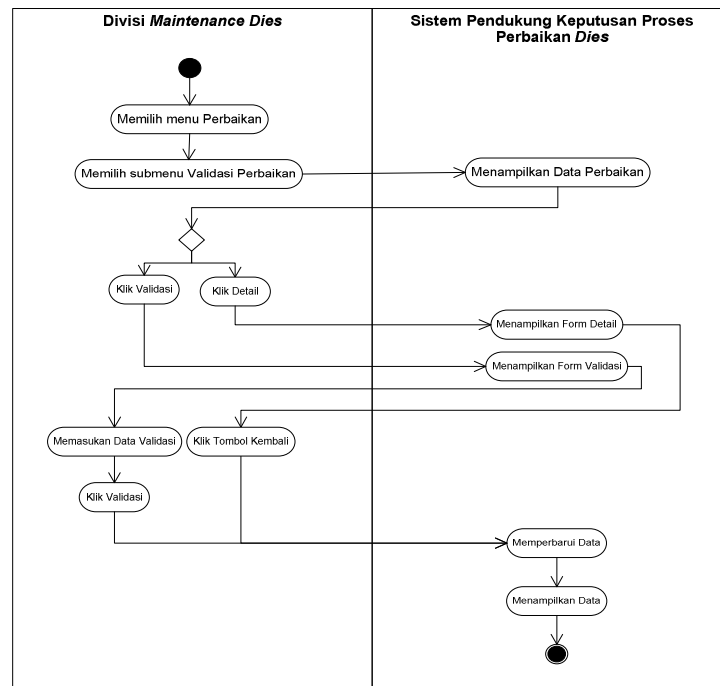 Divisi Maintenance Dies
Sistem Pendukung Keputusan Proses
Perbaikan Dies
Memilih menu Perbaikan
Memilih submenu Validasi Perbaikan
Menampilkan Data Perbaikan
Klik Validasi
Klik Detail
Menampilkan Form Detail
Menampilkan Form Validasi
Memasukan Data Validasi
Klik Tombol Kembali
Klik Validasi
Memperbarui Data
Menampilkan Data